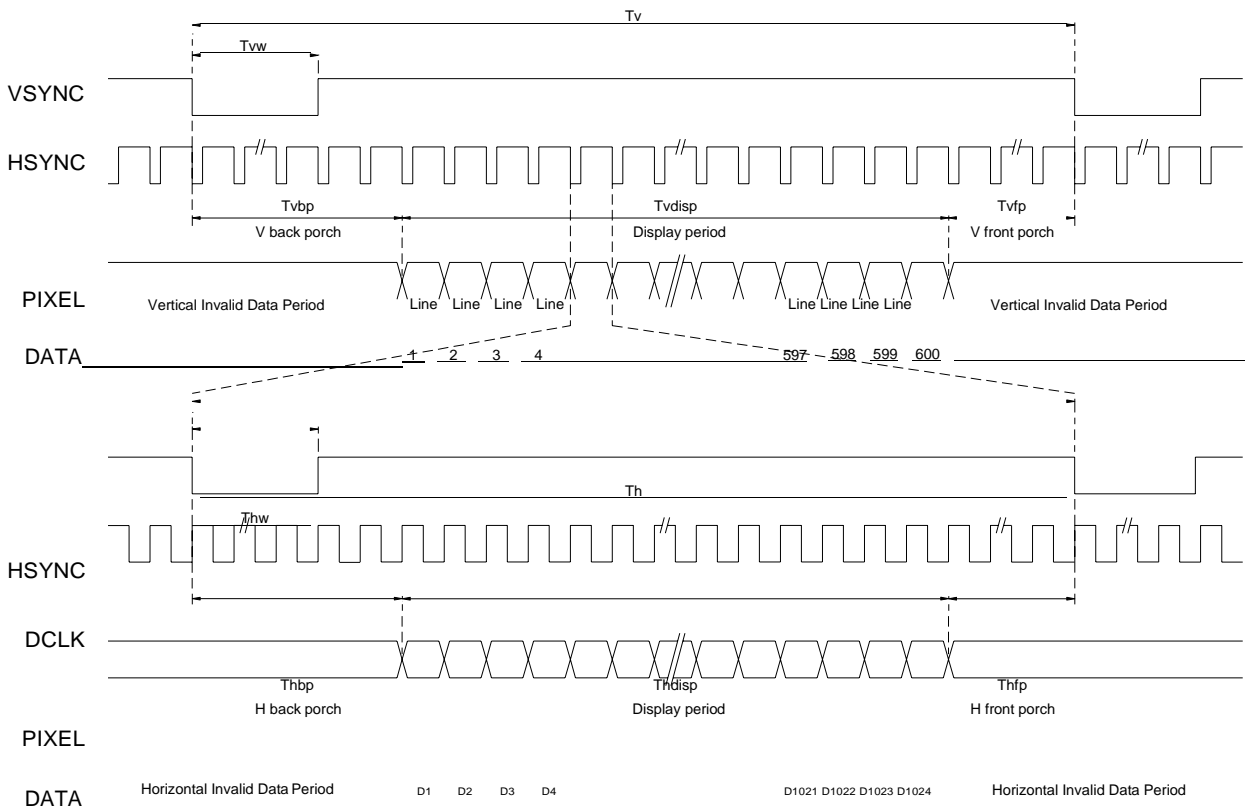 Tv
Tvw
VSYNC
HSYNC
Tvbp Tvdisp Tvfp
V back porch Display period V front porch
PIXEL
Vertical Invalid Data Period Line Line Line Line Line Line Line Line Vertical Invalid Data Period
DATA 1 2 3 4 597 598 599 600
Th
Thw
HSYNC
DCLK
Thbp Thdisp Thfp
H back porch Display period H front porch
PIXEL
DATA Horizontal Invalid Data Period D1 D2 D3 D4 D1021 D1022 D1023 D1024 Horizontal Invalid Data Period